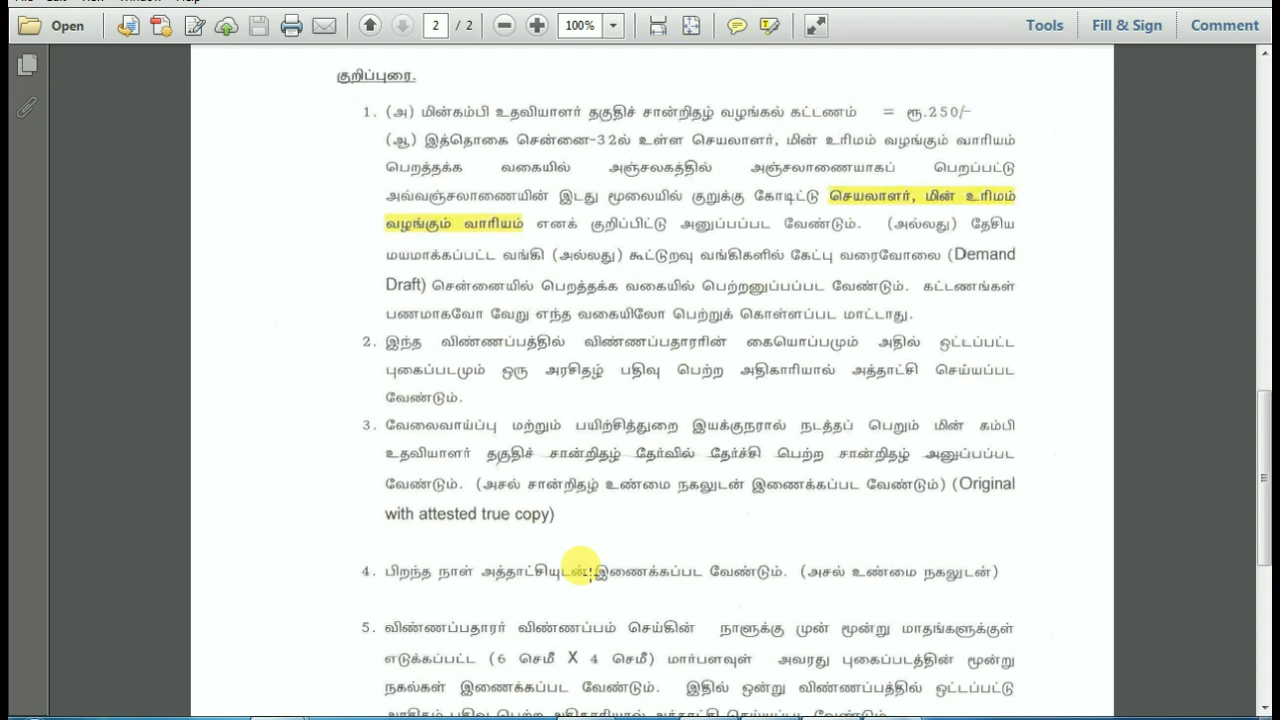 Open
2 / 2
100%
Tools
Fill & Sign
Comment
குறிப்புரை.
1. (அ) மின்கம்பி உதவியாளர் தகுதிச் சான்றிதழ் வழங்கல் கட்டணம் = ரூ.250/-
(ஆ) இத்தொகை சென்னை-32ல் உள்ள செயலாளர், மின் உரிமம் வழங்கும் வாரியம்
பெறத்தக்க வகையில் அஞ்சலகத்தில் அஞ்சலாணையாகப் பெறப்பட்டு
அவ்வஞ்சலாணையின் இடது மூலையில் குறுக்கு கோடிட்டு செயலாளர், மின் உரிமம்
வழங்கும் வாரியம் எனக் குறிப்பிட்டு அனுப்பப்பட வேண்டும். (அல்லது) தேசிய
மயமாக்கப்பட்ட வங்கி (அல்லது) கூட்டுறவு வங்கிகளில் கேட்பு வரைவோலை (Demand
Draft) சென்னையில் பெறத்தக்க வகையில் பெற்றனுப்பப்பட வேண்டும். கட்டணங்கள்
பணமாகவோ வேறு எந்த வகையிலோ பெற்றுக் கொள்ளப்பட மாட்டாது.
2. இந்த விண்ணப்பத்தில் விண்ணப்பதாரரின் கையொப்பமும் அதில் ஒட்டப்பட்ட
புகைப்படமும் ஒரு அரசிதழ் பதிவு பெற்ற அதிகாரியால் அத்தாட்சி செய்யப்பட
வேண்டும்.
3. வேலைவாய்ப்பு மற்றும் பயிற்சித்துறை இயக்குநரால் நடத்தப் பெறும் மின் கம்பி
உதவியாளர் தகுதிச் சான்றிதழ் தேர்வில் தேர்ச்சி பெற்ற சான்றிதழ் அனுப்பப்பட
வேண்டும். (அசல் சான்றிதழ் உண்மை நகலுடன் இணைக்கப்பட வேண்டும்) (Original
with attested true copy)
4. பிறந்த நாள் அத்தாட்சியுடன் இணைக்கப்பட வேண்டும். (அசல் உண்மை நகலுடன்)
5. விண்ணப்பதாரர் விண்ணப்பம் செய்கின் நாளுக்கு முன் மூன்று மாதங்களுக்குள்
எடுக்கப்பட்ட (6 செமீ X 4 செமீ) மார்பளவுள் அவரது புகைப்படத்தின் மூன்று
நகல்கள் இணைக்கப்பட வேண்டும். இதில் ஒன்று விண்ணப்பத்தில் ஒட்டப்பட்டு